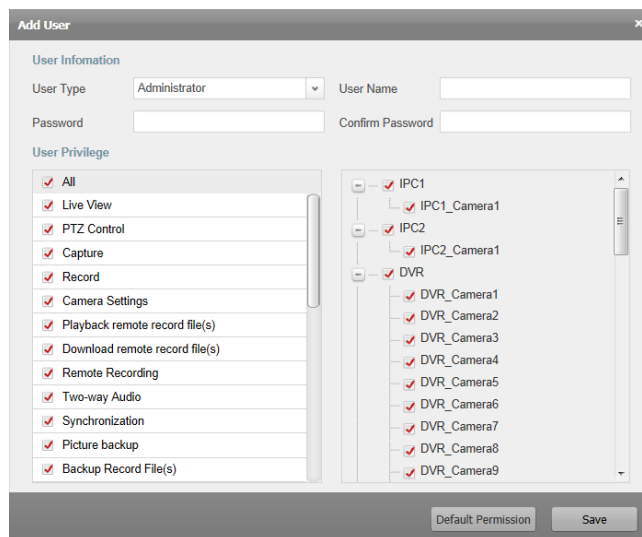 Add User
User Infomation
User Type Administrator User Name
Password Confirm Password
User Privilege
All
Live View
PTZ Control
Capture
Record
Camera Settings
Playback remote record file(s)
Download remote record file(s)
Remote Recording
Two-way Audio
Synchronization
Picture backup
Backup Record File(s)
IPC1
IPC1_Camera1
IPC2
IPC2_Camera1
DVR
DVR_Camera1
DVR_Camera2
DVR_Camera3
DVR_Camera4
DVR_Camera5
DVR_Camera6
DVR_Camera7
DVR_Camera8
DVR_Camera9
Default Permission Save